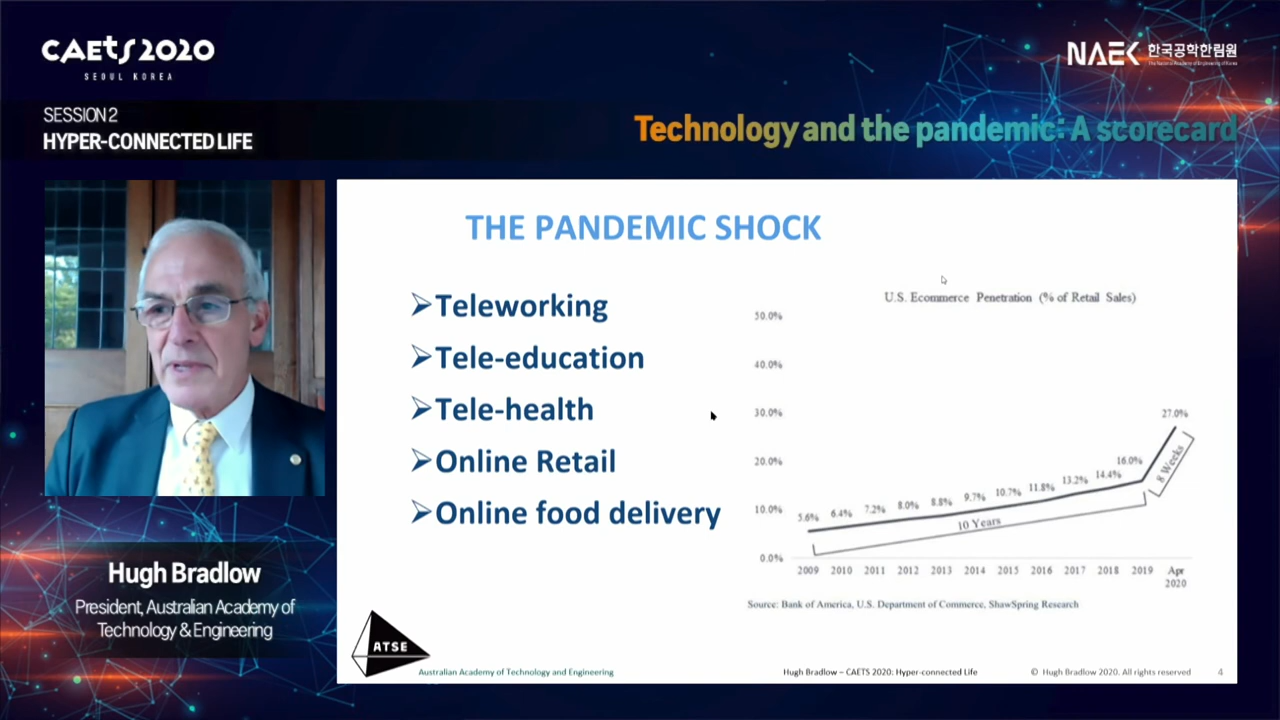 CAETS 2020
SEOUL KOREA
NAEK 한국공학한림원
The National Academy of Engineering of Korea
SESSION 2
HYPER-CONNECTED LIFE
Technology and the pandemic: A scorecard
THE PANDEMIC SHOCK
➢Teleworking
➢Tele-education
➢Tele-health
➢Online Retail
➢Online food delivery
U.S. Ecommerce Penetration (% of Retail Sales)
50.0%
40.0%
30.0%
20.0%
10.0%
0.0%
5.6% 6.4% 7.2% 8.0% 8.8% 9.7% 10.7% 11.8% 13.2% 14.4% 16.0% 27.0%
10 Years
8 Weeks
2009 2010 2011 2012 2013 2014 2015 2016 2017 2018 2019 Apr
2020
Source: Bank of America, U.S. Department of Commerce, ShawSpring Research
Hugh Bradlow
President, Australian Academy of
Technology & Engineering
ATSE
Australian Academy of Technology and Engineering
Hugh Bradlow – CAETS 2020: Hyper-connected Life
© Hugh Bradlow 2020. All rights reserved
4